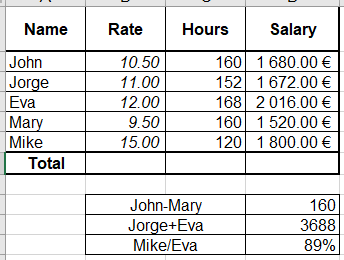 Name Rate Hours Salary
John 10.50 160 1 680.00 €
Jorge 11.00 152 1 672.00 €
Eva 12.00 168 2 016.00 €
Mary 9.50 160 1 520.00 €
Mike 15.00 120 1 800.00 €
Total
John-Mary 160
Jorge+Eva 3688
Mike/Eva 89%